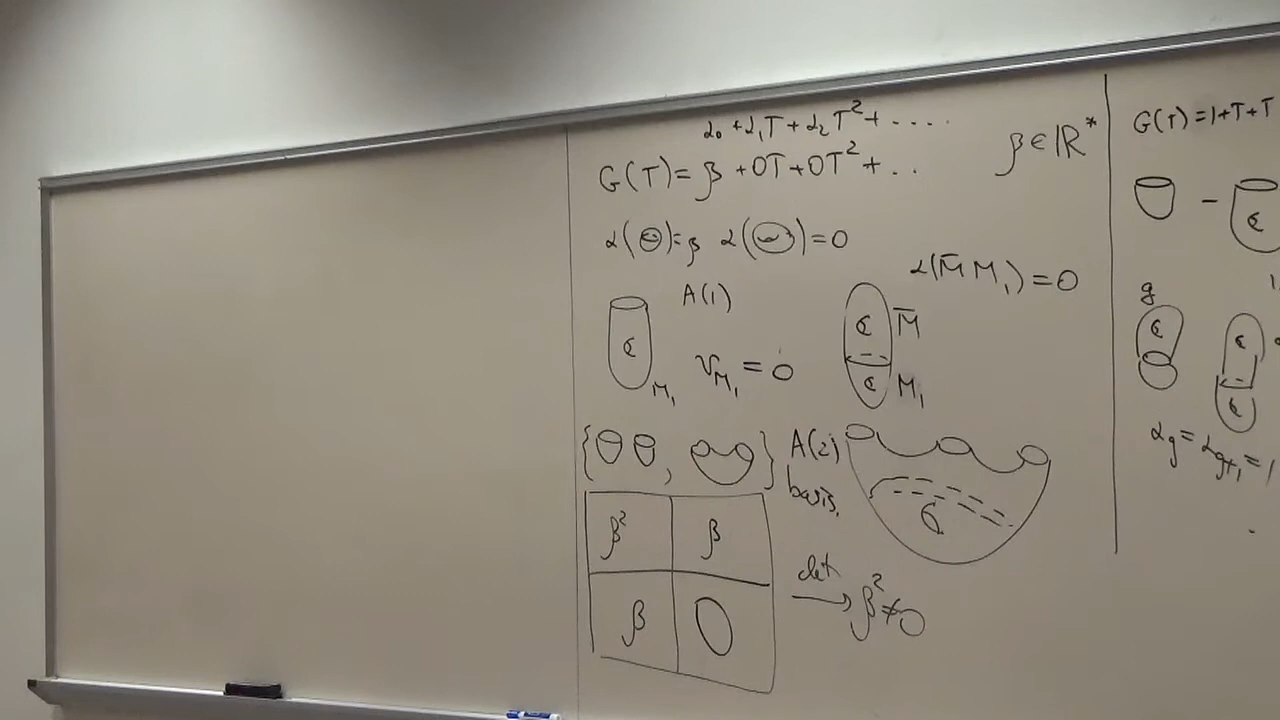 α₀ + α₁T + α₂T² + ....
G(T) = β + 0T + 0T² + ...
β ∈ ℝ*
α( ) = β α( ) = 0
A(1)
α(M̄ M₁) = 0
M₁
v_M₁ = 0
M̄
M₁
{ , } A(2)
basis
β² β
β 0
det → β² ≠ 0
G(T) = 1 + T + T
-
g
α_g = α_{g+1} = 1